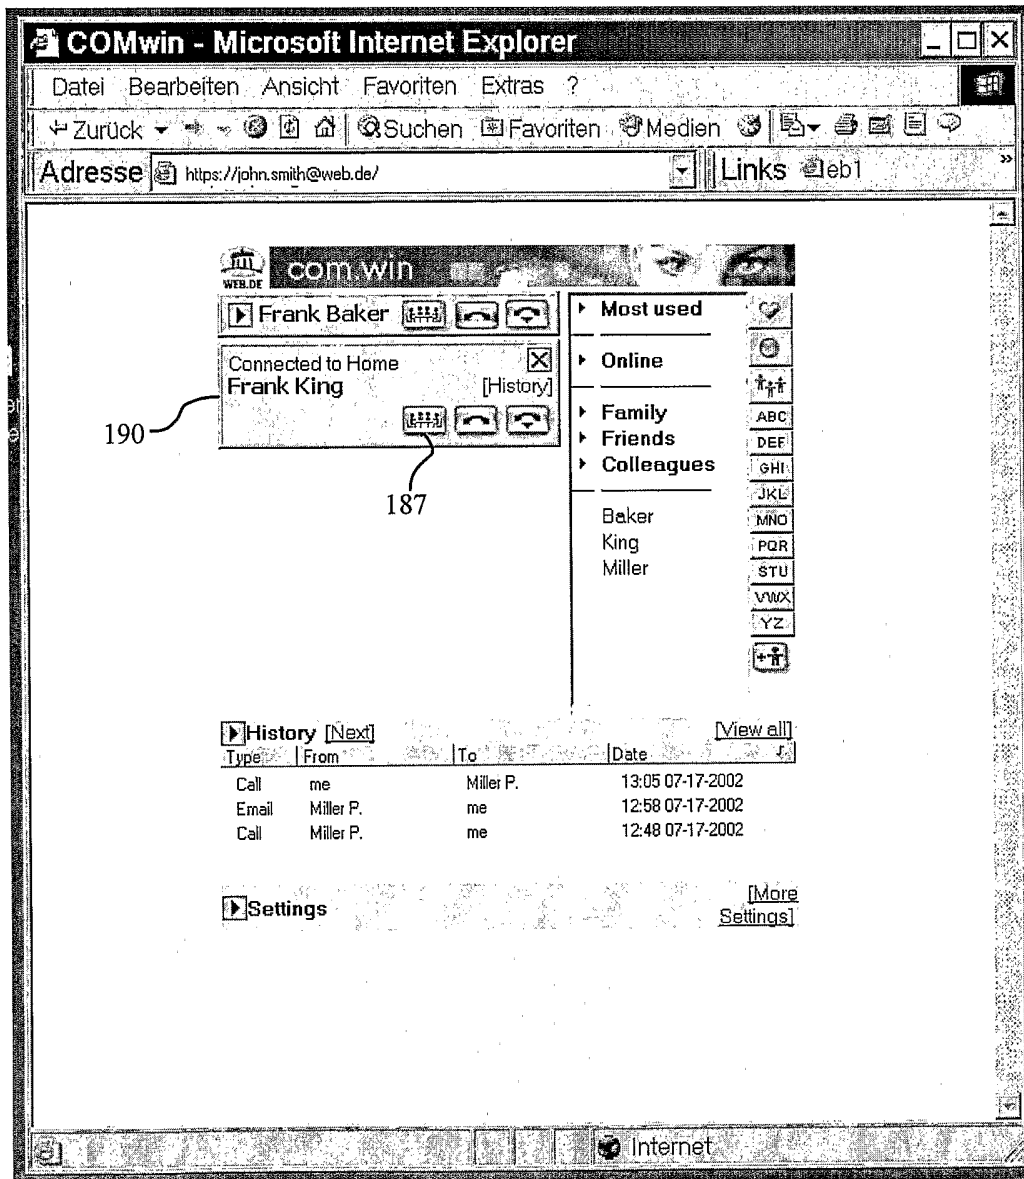 COMwin - Microsoft Internet Explorer
Datei Bearbeiten Ansicht Favoriten Extras ?
Zurück Suchen Favoriten Medien
Adresse https://john.smith@web.de/ Links eb1 »
WEB.DE com.win
Frank Baker
Connected to Home
Frank King [History]
190
187
Most used
Online
Family
Friends
Colleagues
Baker
King
Miller
ABC
DEF
GHI
JKL
MNO
PQR
STU
VWX
YZ
History [Next] [View all]
Type From To Date
Call me Miller P. 13:05 07-17-2002
Email Miller P. me 12:58 07-17-2002
Call Miller P. me 12:48 07-17-2002
Settings [More
Settings]
Internet